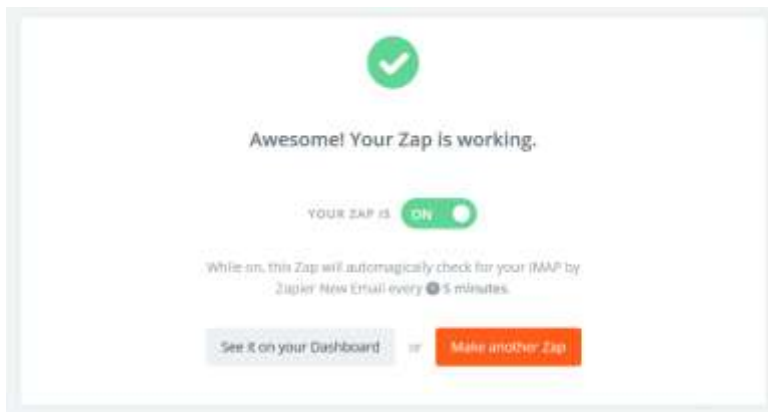 Awesome! Your Zap is working.
YOUR ZAP IS ON
While on, this Zap will automagically check for your IMAP by
Zapier New Email every 5 minutes.
See it on your Dashboard or Make another Zap